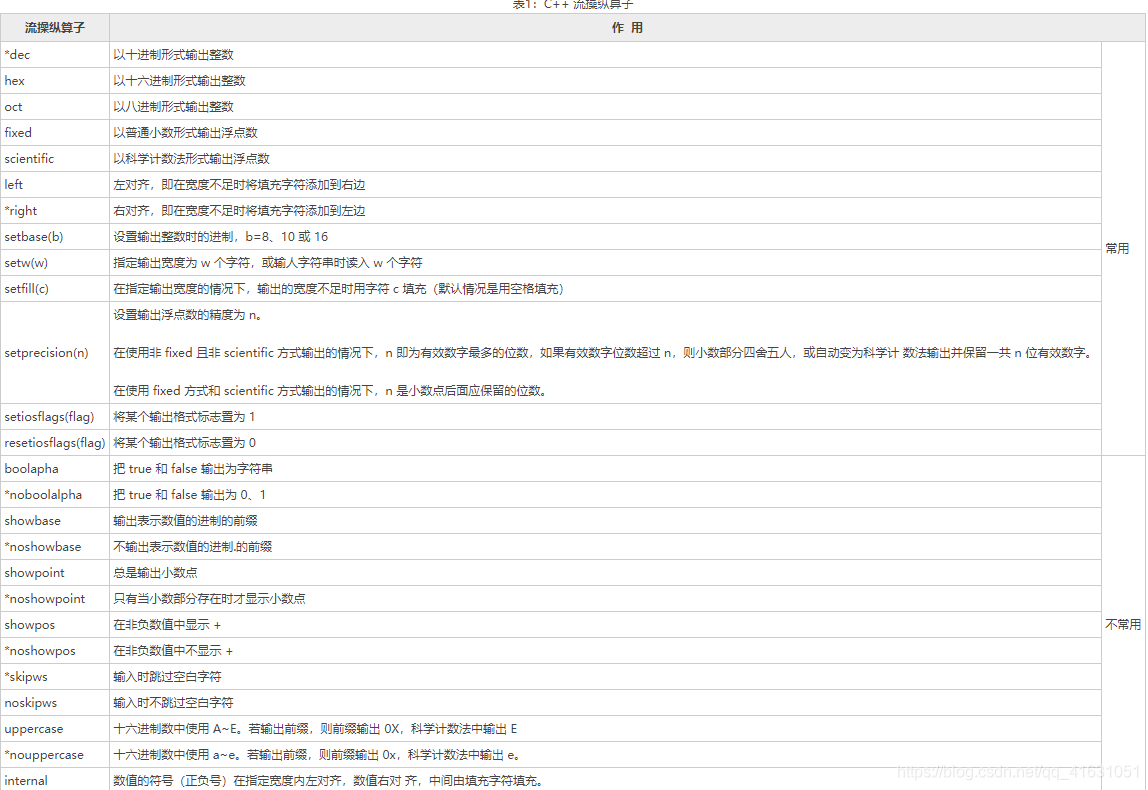 表1：C++ 流操纵算子
流操纵算子 作 用
*dec 以十进制形式输出整数
hex 以十六进制形式输出整数
oct 以八进制形式输出整数
fixed 以普通小数形式输出浮点数
scientific 以科学计数法形式输出浮点数
left 左对齐，即在宽度不足时将填充字符添加到右边
*right 右对齐，即在宽度不足时将填充字符添加到左边
setbase(b) 设置输出整数时的进制，b=8、10 或 16
setw(w) 指定输出宽度为 w 个字符，或输人字符串时读入 w 个字符
常用
setfill(c) 在指定输出宽度的情况下，输出的宽度不足时用字符 c 填充（默认情况是用空格填充）
设置输出浮点数的精度为 n。
setprecision(n) 在使用非 fixed 且非 scientific 方式输出的情况下，n 即为有效数字最多的位数，如果有效数字位数超过 n，则小数部分四舍五人，或自动变为科学计 数法输出并保留一共 n 位有效数字。
在使用 fixed 方式和 scientific 方式输出的情况下，n 是小数点后面应保留的位数。
setiosflags(flag) 将某个输出格式标志置为 1
resetiosflags(flag) 将某个输出格式标志置为 0
boolapha 把 true 和 false 输出为字符串
*noboolalpha 把 true 和 false 输出为 0、1
showbase 输出表示数值的进制的前缀
*noshowbase 不输出表示数值的进制.的前缀
showpoint 总是输出小数点
*noshowpoint 只有当小数部分存在时才显示小数点
showpos 在非负数值中显示 +
不常用
*noshowpos 在非负数值中不显示 +
*skipws 输入时跳过空白字符
noskipws 输入时不跳过空白字符
uppercase 十六进制数中使用 A~E。若输出前缀，则前缀输出 0X，科学计数法中输出 E
*nouppercase 十六进制数中使用 a~e。若输出前缀，则前缀输出 0x，科学计数法中输出 e。
internal 数值的符号（正负号）在指定宽度内左对齐，数值右对 齐，中间由填充字符填充。
https://blog.csdn.net/qq_41631051